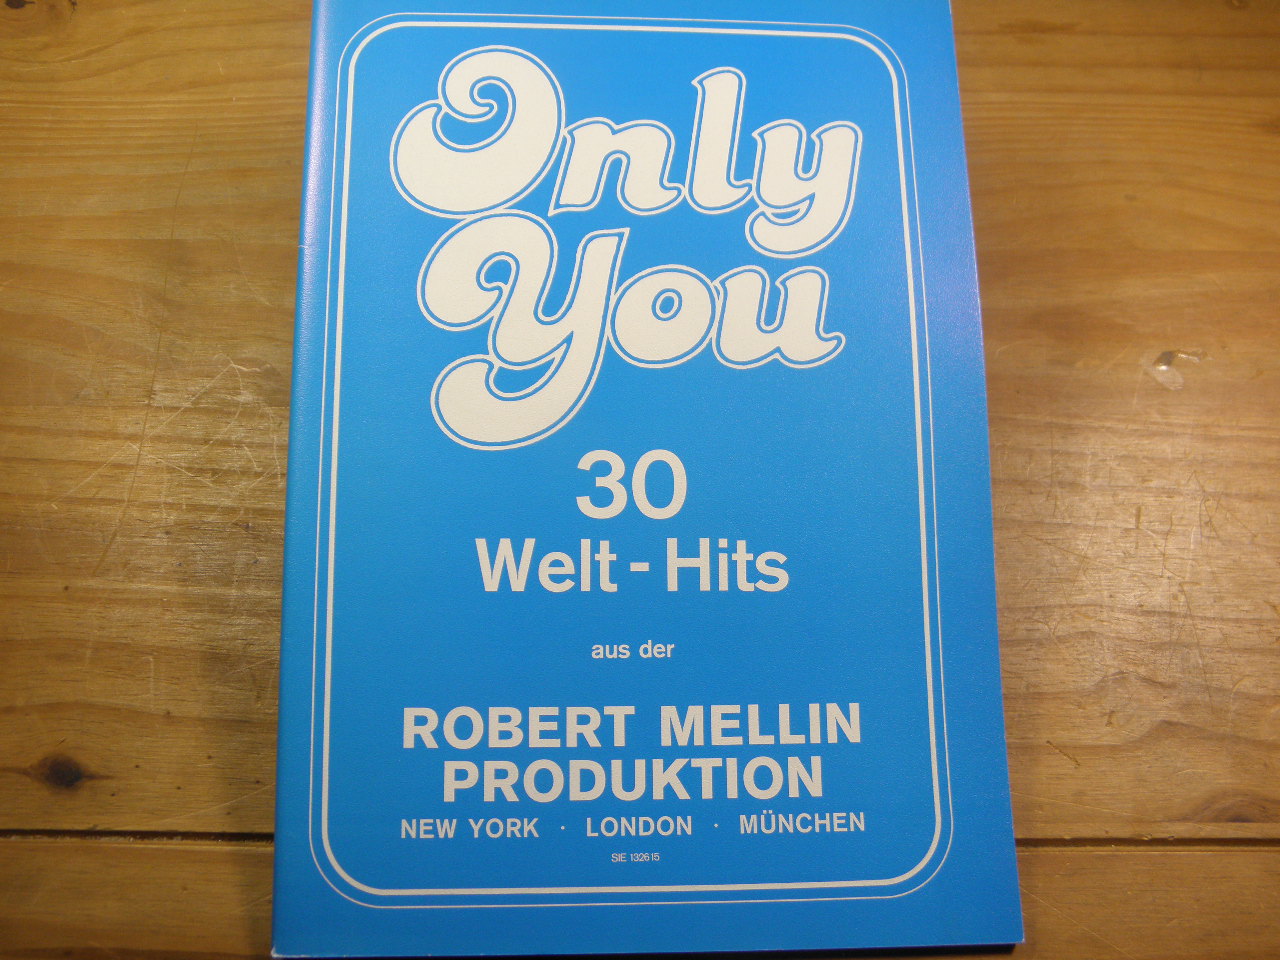 Only
You
30
Welt - Hits
aus der
ROBERT MELLIN
PRODUKTION
NEW YORK · LONDON · MÜNCHEN
SIE 132615